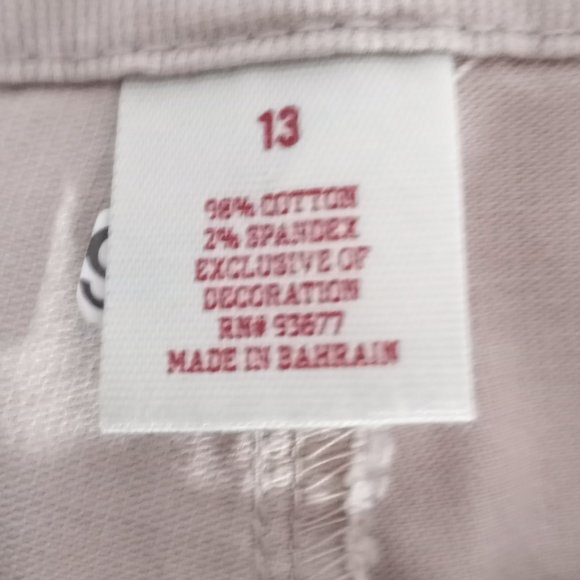 13
98% COTTON
2% SPANDEX
EXCLUSIVE OF
DECORATION
RN# 93677
MADE IN BAHRAIN